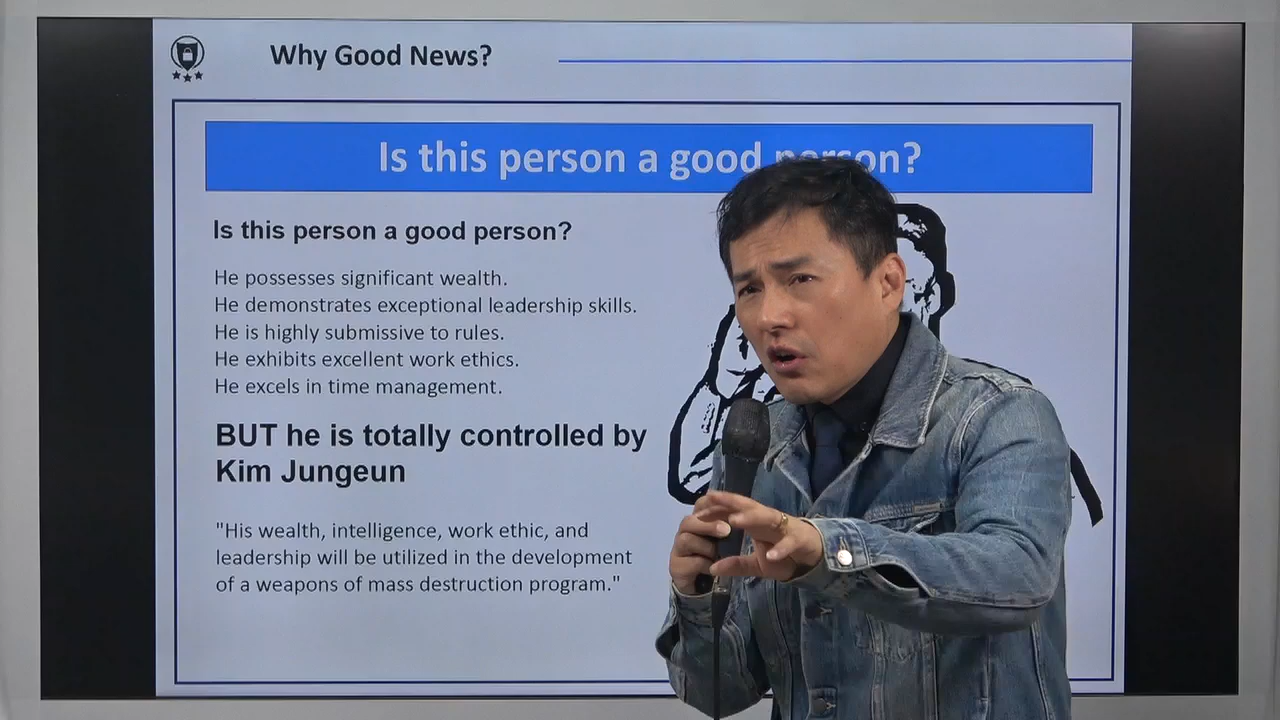 Why Good News?
Is this person a good person?
Is this person a good person?
He possesses significant wealth.
He demonstrates exceptional leadership skills.
He is highly submissive to rules.
He exhibits excellent work ethics.
He excels in time management.
BUT he is totally controlled by
Kim Jungeun
"His wealth, intelligence, work ethic, and
leadership will be utilized in the development
of a weapons of mass destruction program."